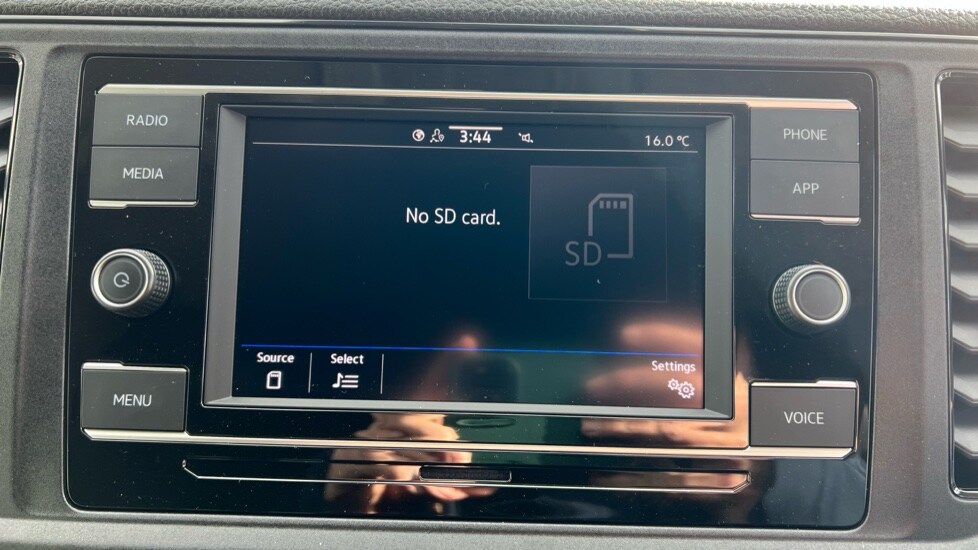 RADIO
MEDIA
MENU
3:44
16.0 °C
No SD card.
SD
Source
Select
Settings
PHONE
APP
VOICE